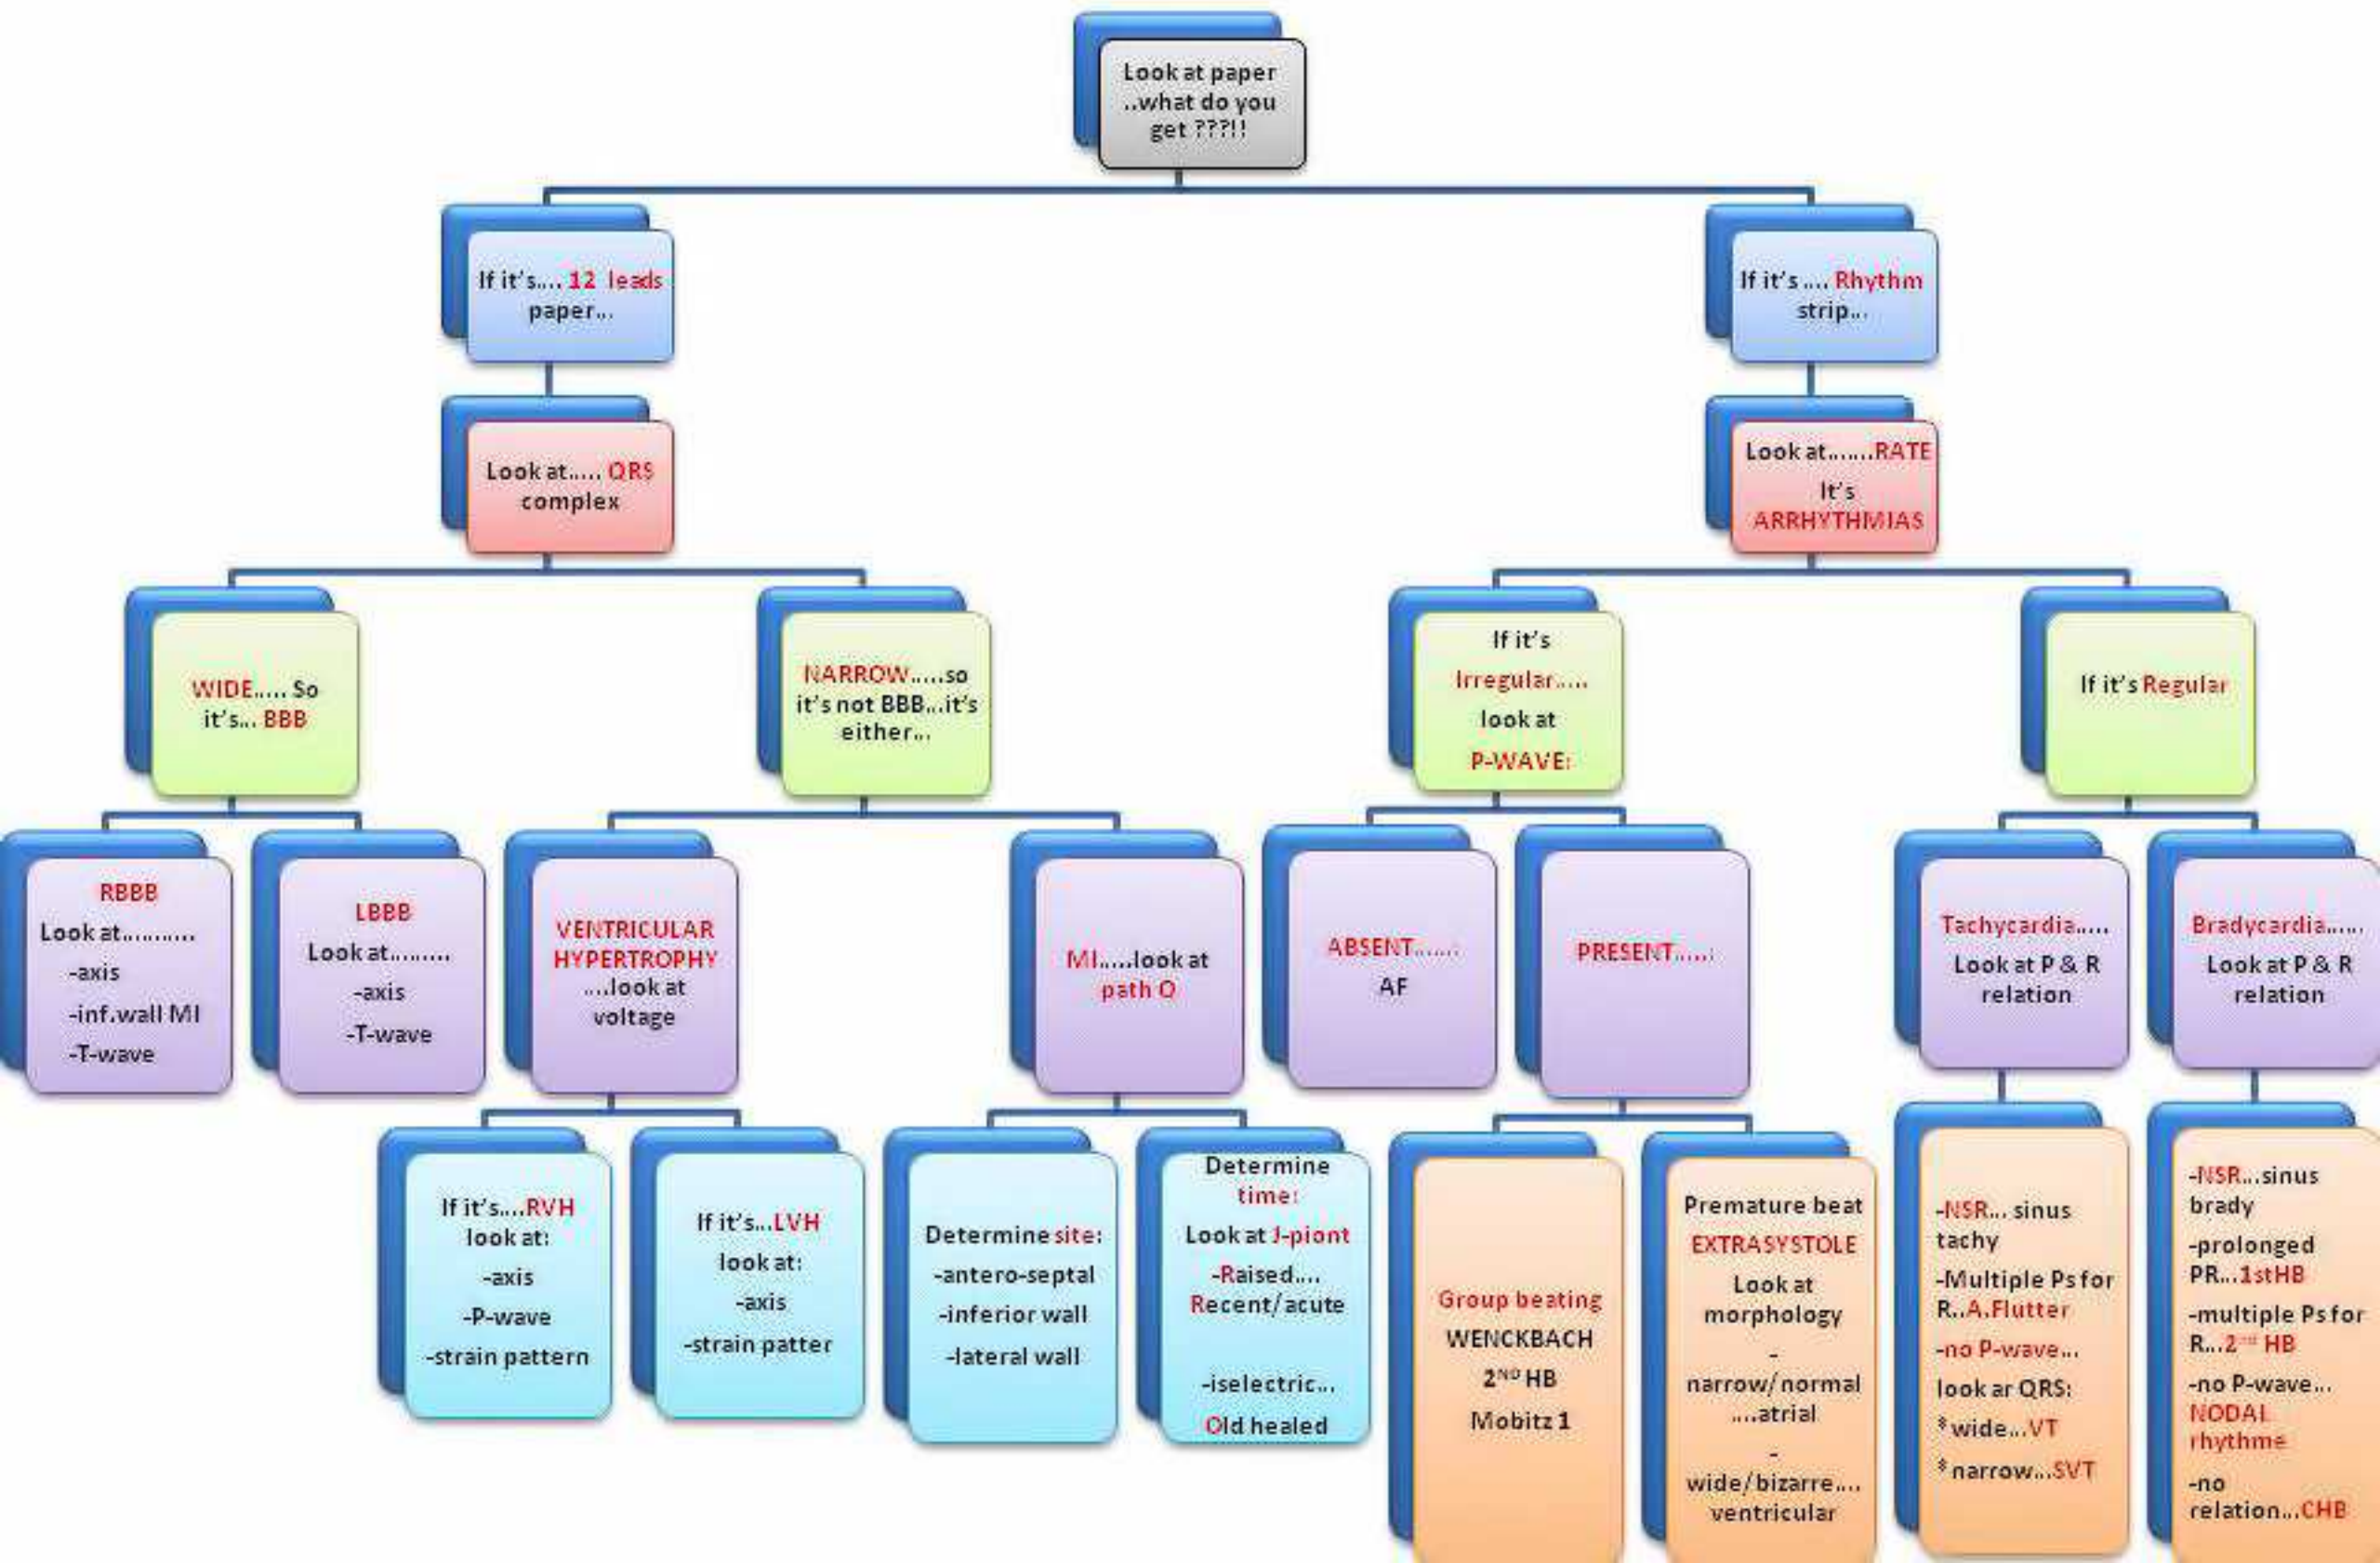 Look at paper
..what do you
get ???!!
If it's.... 12 leads
paper...
If it's .... Rhythm
strip...
Look at..... QRS
complex
Look at.......RATE
It's
ARRHYTHMIAS
WIDE..... So
it's... BBB
NARROW.....so
it's not BBB...it's
either...
If it's
Irregular.....
look at
P-WAVE:
If it's Regular
RBBB
Look at..........
-axis
-inf.wall MI
-T-wave
LBBB
Look at.........
-axis
-T-wave
VENTRICULAR
HYPERTROPHY
....look at
voltage
MI.....look at
path Q
ABSENT......:
AF
PRESENT.....:
Tachycardia.....
Look at P & R
relation
Bradycardia......
Look at P & R
relation
If it's....RVH
look at:
-axis
-P-wave
-strain pattern
If it's...LVH
look at:
-axis
-strain patter
Determine site:
-antero-septal
-inferior wall
-lateral wall
Determine
time:
Look at J-piont
-Raised....
Recent/acute
-iselectric...
Old healed
Group beating
WENCKBACH
2ND HB
Mobitz 1
Premature beat
EXTRASYSTOLE
Look at
morphology
-
narrow/normal
....atrial
-
wide/bizarre....
ventricular
-NSR... sinus
tachy
-Multiple Ps for
R..A.Flutter
-no P-wave...
look ar QRS:
*wide...VT
*narrow...SVT
-NSR...sinus
brady
-prolonged
PR...1stHB
-multiple Ps for
R...2nd HB
-no P-wave...
NODAL
rhythme
-no
relation...CHB